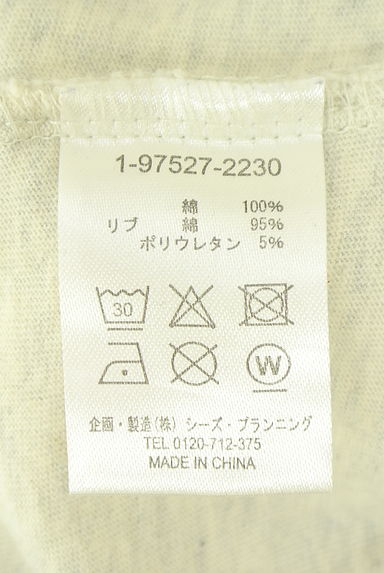 1-97527-2230
綿 100%
リブ 綿 95%
ポリウレタン 5%
30
W
企画・製造(株) シーズ・プランニング
TEL 0120-712-375
MADE IN CHINA